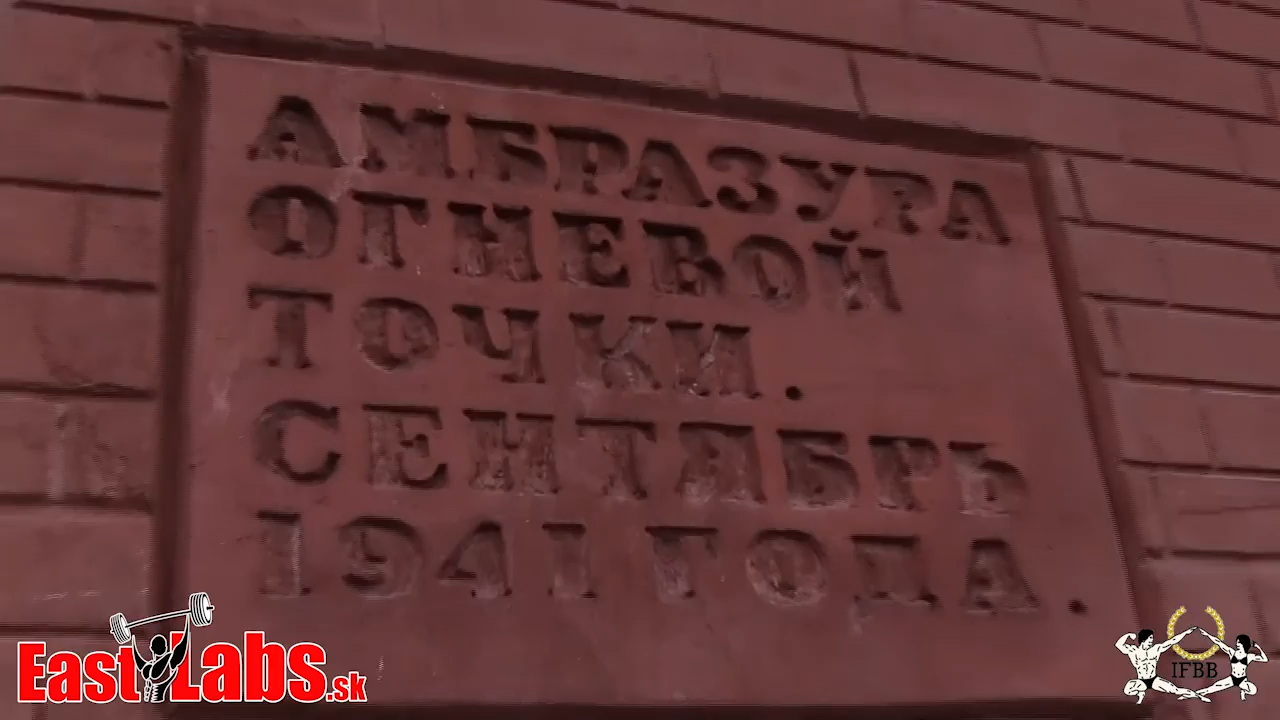 АМБРАЗУРА
ОГНЕВОЙ
ТОЧКИ.
СЕНТЯБРЬ
1941 ГОДА.
EastLabs.sk
IFBB